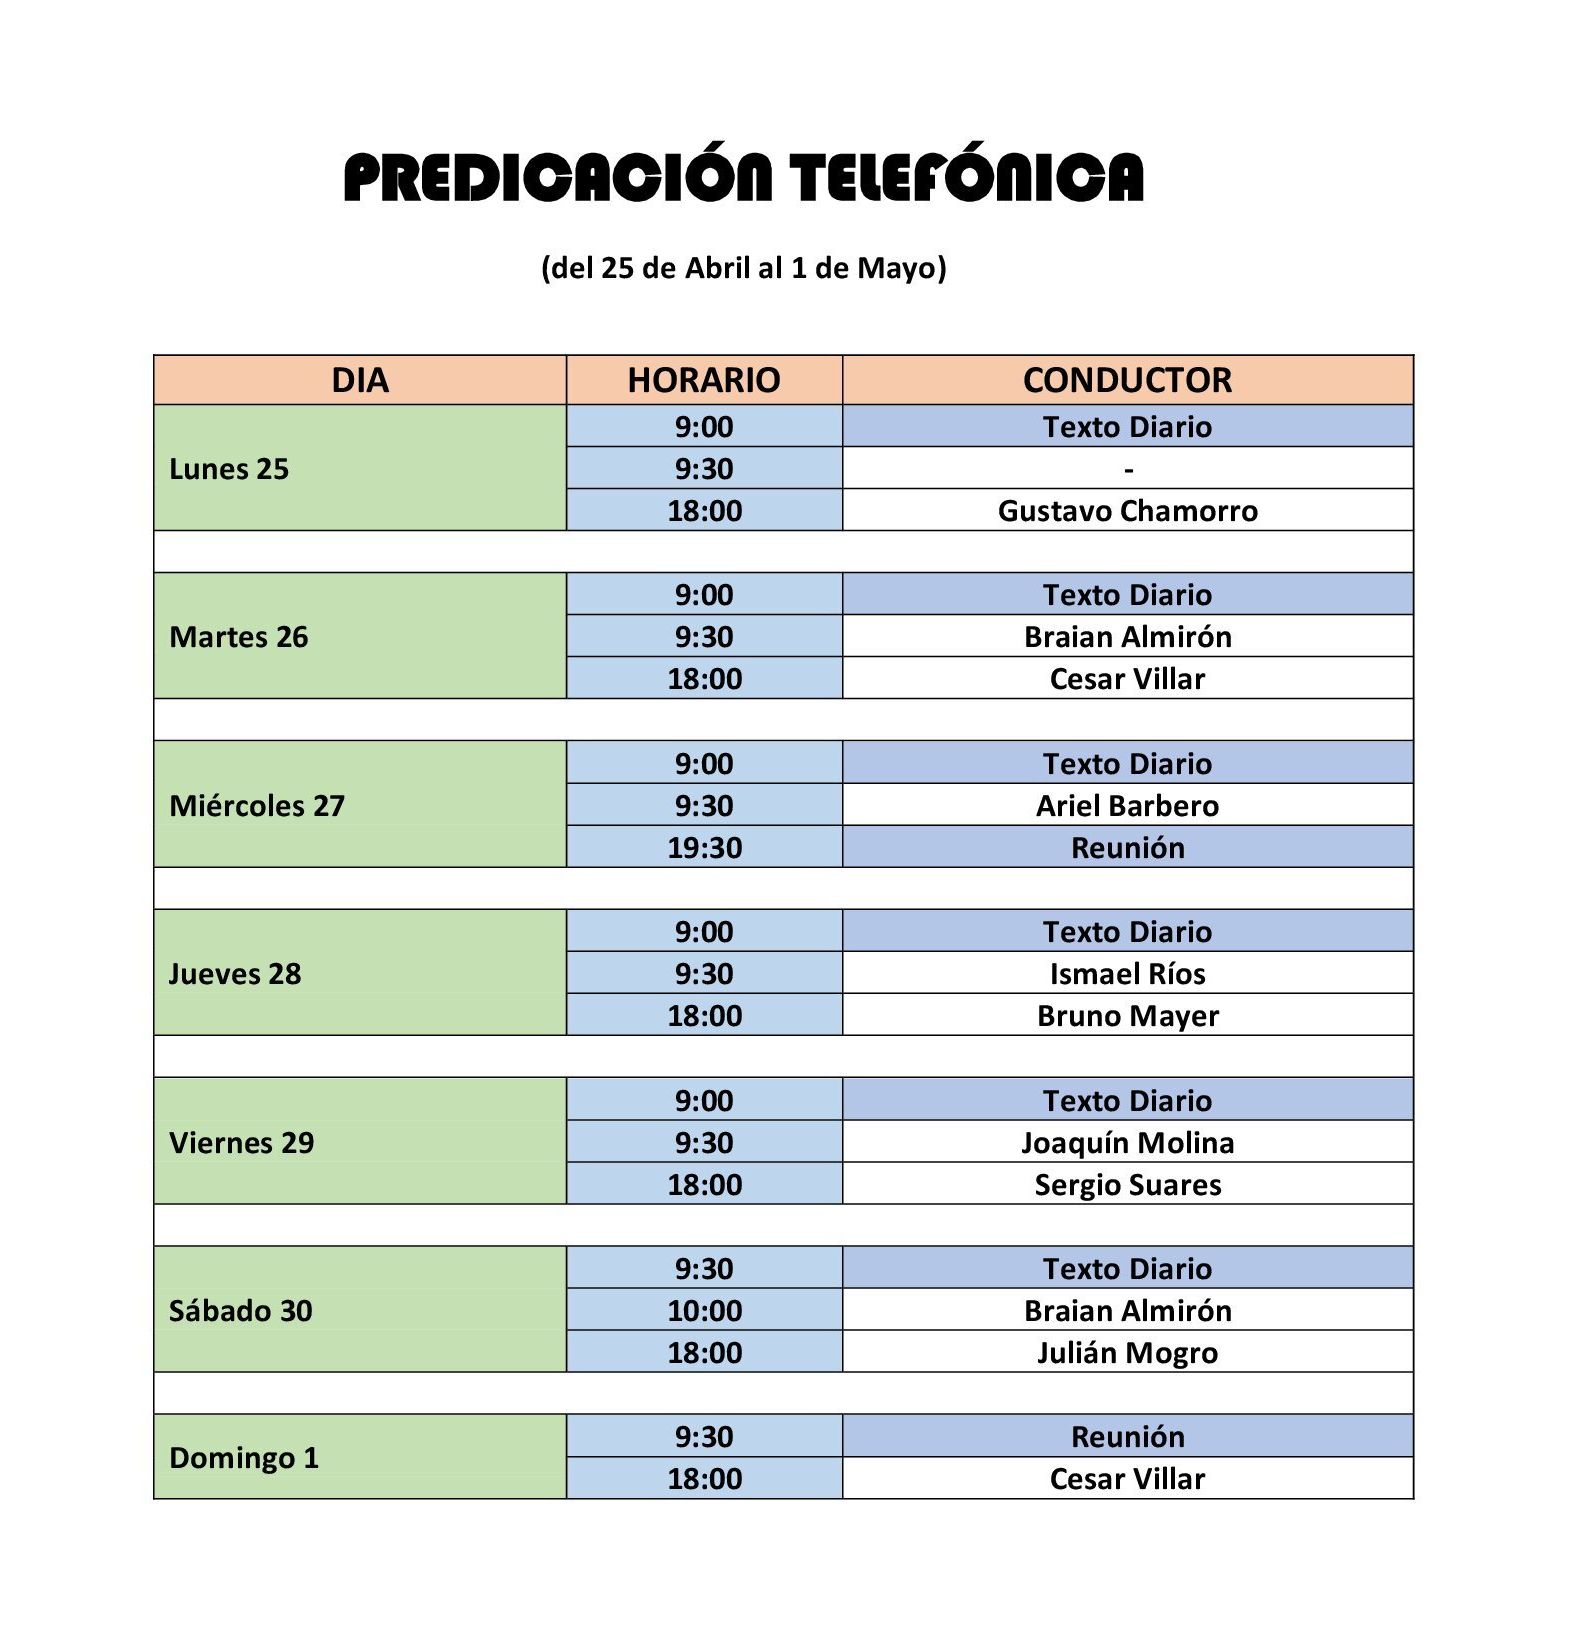 PREDICACIÓN TELEFÓNICA
(del 25 de Abril al 1 de Mayo)
DIA HORARIO CONDUCTOR
Lunes 25
9:00 Texto Diario
9:30 -
18:00 Gustavo Chamorro
Martes 26
9:00 Texto Diario
9:30 Braian Almirón
18:00 Cesar Villar
Miércoles 27
9:00 Texto Diario
9:30 Ariel Barbero
19:30 Reunión
Jueves 28
9:00 Texto Diario
9:30 Ismael Ríos
18:00 Bruno Mayer
Viernes 29
9:00 Texto Diario
9:30 Joaquín Molina
18:00 Sergio Suares
Sábado 30
9:30 Texto Diario
10:00 Braian Almirón
18:00 Julián Mogro
Domingo 1
9:30 Reunión
18:00 Cesar Villar